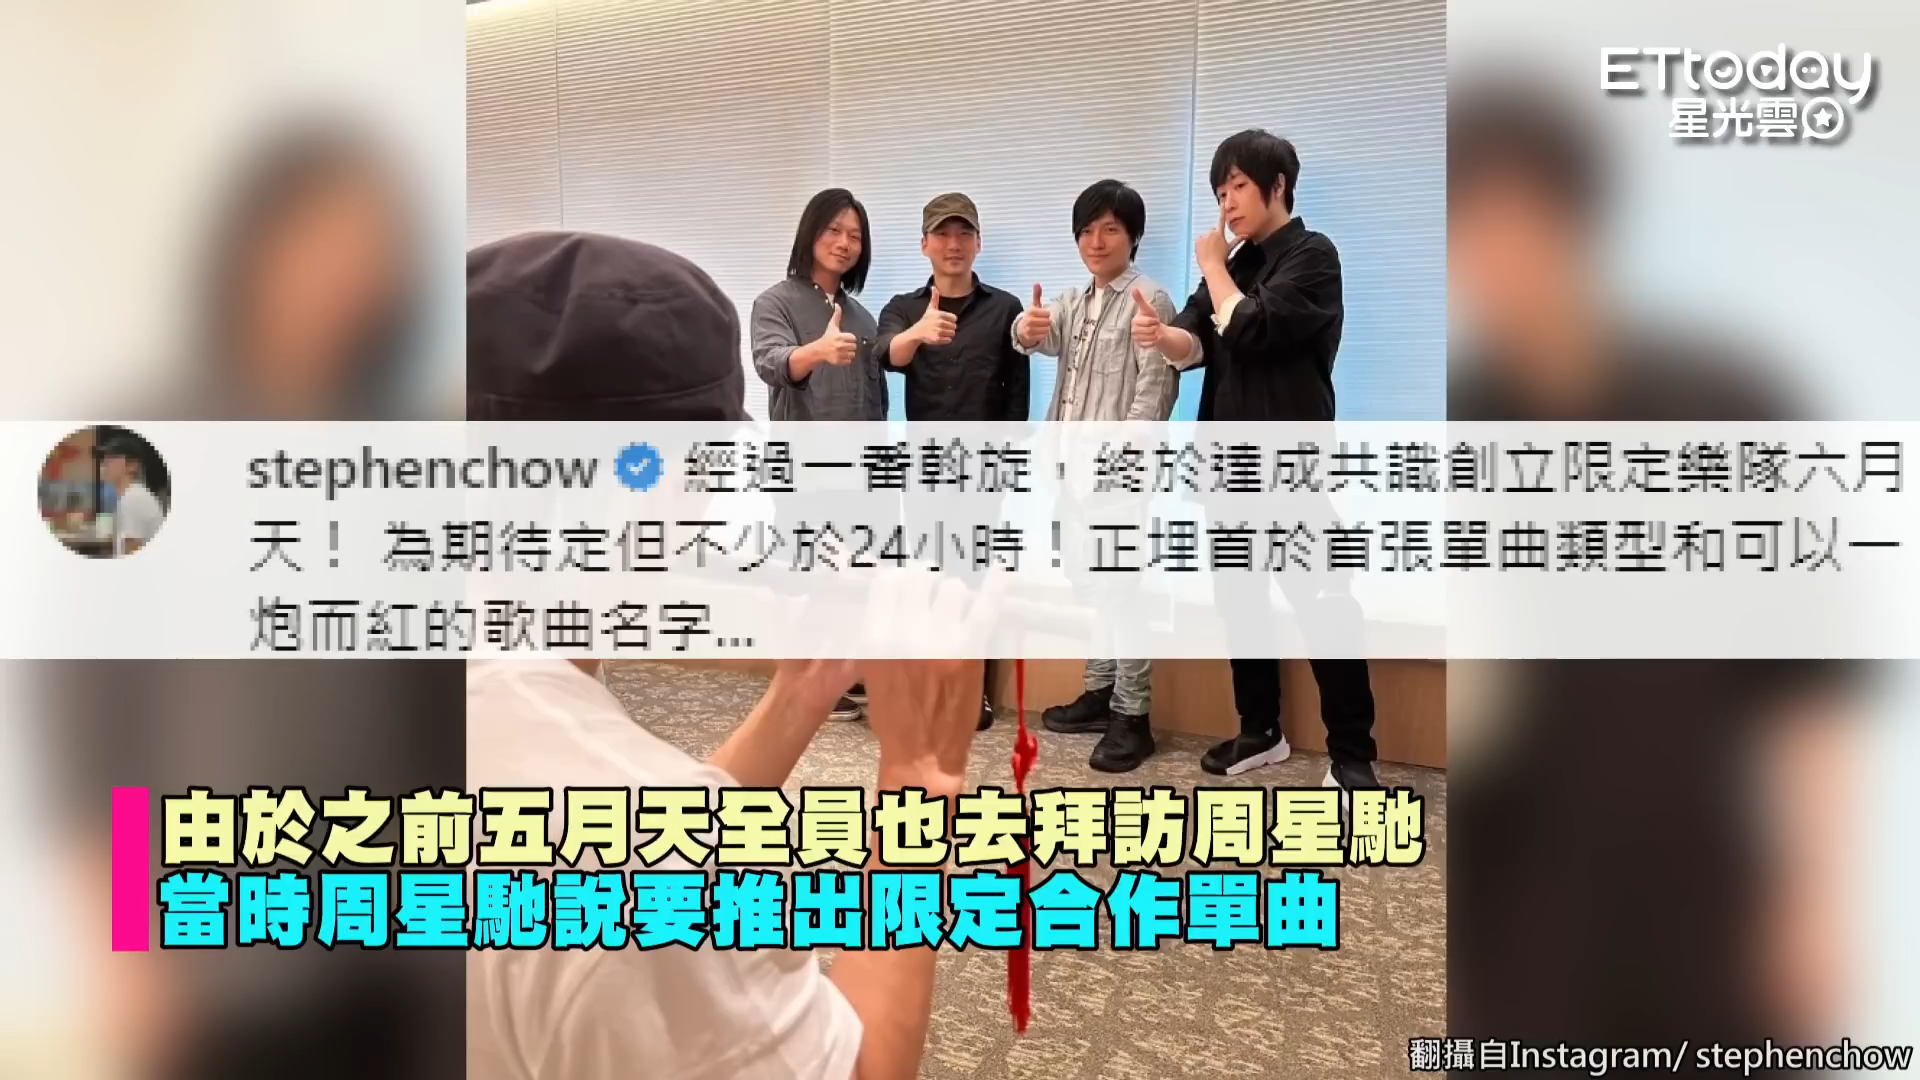 ETtoday
星光雲
stephenchow 經過一番斡旋，終於達成共識創立限定樂隊六月
天！ 為期待定但不少於24小時！正埋首於首張單曲類型和可以一
炮而紅的歌曲名字...
由於之前五月天全員也去拜訪周星馳
當時周星馳說要推出限定合作單曲
翻攝自Instagram/ stephenchow